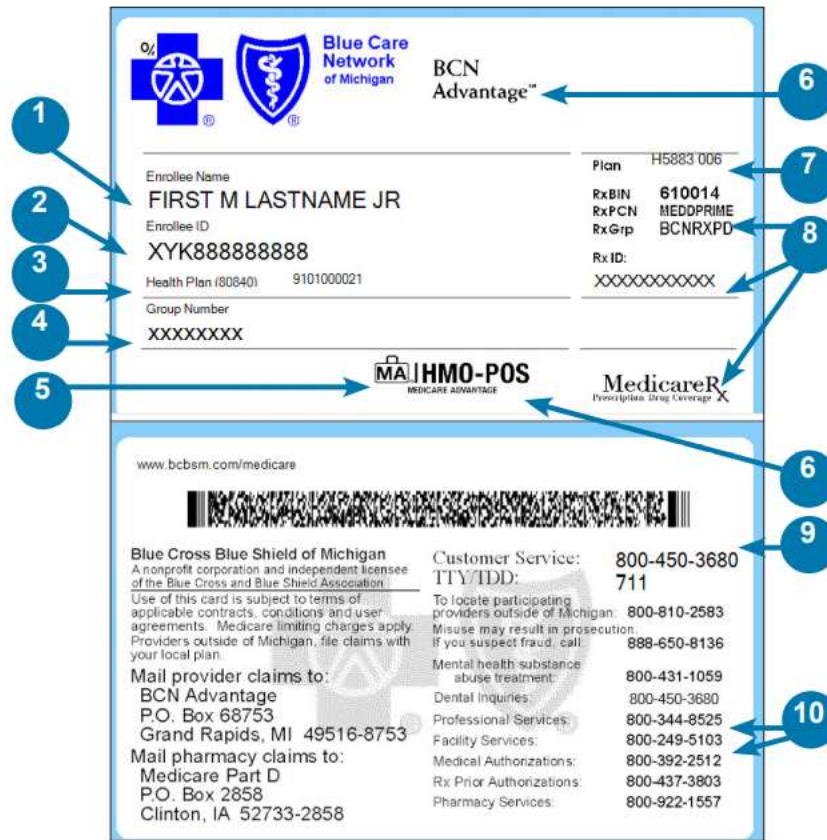 %
Blue Care
Network
of Michigan
®
®
BCN
Advantage℠
6
1
Enrollee Name
FIRST M LASTNAME JR
2
Enrollee ID
XYK888888888
3
Health Plan (80840) 9101000021
4
Group Number
XXXXXXXX
Plan H5883 006
7
RxBIN 610014
RxPCN MEDDPRIME
RxGrp BCNRXPD
8
Rx ID:
XXXXXXXXXXX
5
MA HMO-POS
MEDICARE ADVANTAGE
MedicareRx
Prescription Drug Coverage
6
www.bcbsm.com/medicare
9
Blue Cross Blue Shield of Michigan
A nonprofit corporation and independent licensee
of the Blue Cross and Blue Shield Association
Use of this card is subject to terms of
applicable contracts, conditions and user
agreements. Medicare limiting charges apply.
Providers outside of Michigan, file claims with
your local plan.
Mail provider claims to:
BCN Advantage
P.O. Box 68753
Grand Rapids, MI 49516-8753
Mail pharmacy claims to:
Medicare Part D
P.O. Box 2858
Clinton, IA 52733-2858
Customer Service: 800-450-3680
TTY/TDD: 711
To locate participating
providers outside of Michigan: 800-810-2583
Misuse may result in prosecution.
If you suspect fraud, call: 888-650-8136
Mental health substance
abuse treatment: 800-431-1059
Dental Inquiries: 800-450-3680
Professional Services: 800-344-8525
Facility Services: 800-249-5103
Medical Authorizations: 800-392-2512
Rx Prior Authorizations: 800-437-3803
Pharmacy Services: 800-922-1557
10
® ®